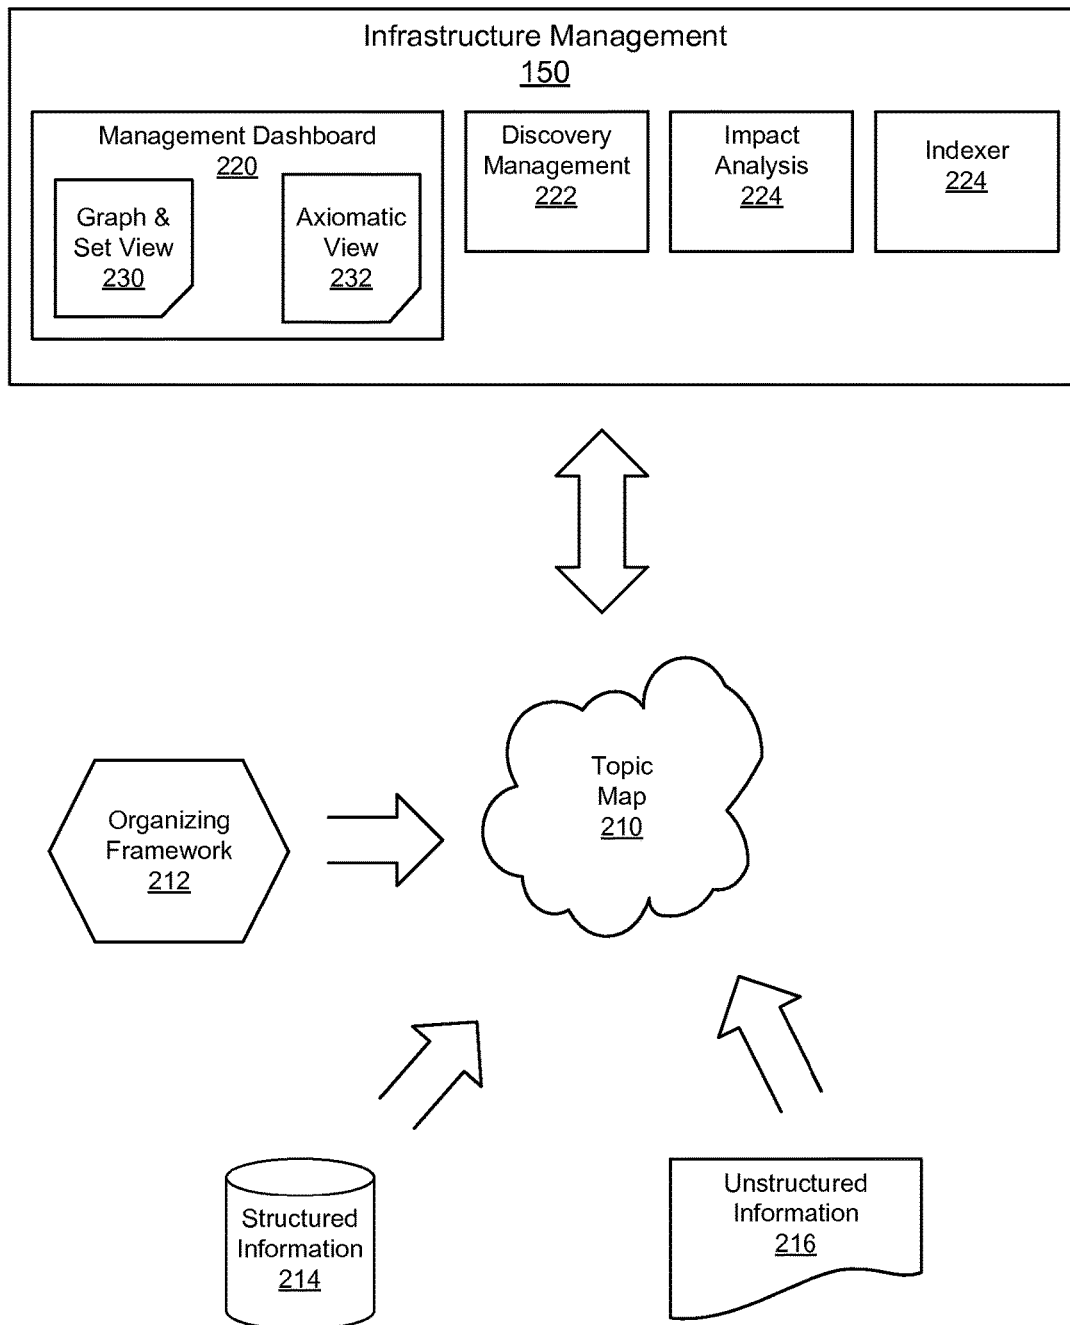 Infrastructure Management
150
Management Dashboard
220
Graph &
Set View
230
Axiomatic
View
232
Discovery
Management
222
Impact
Analysis
224
Indexer
224
Topic
Map
210
Organizing
Framework
212
Structured
Information
214
Unstructured
Information
216